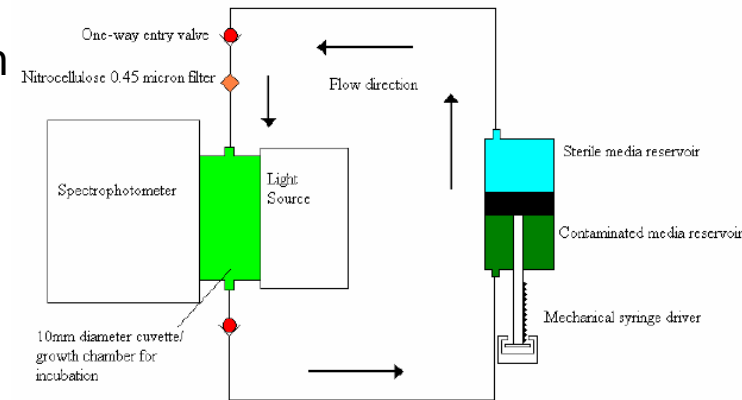 One-way entry valve
n
Nitrocellulose 0.45 micron filter
Flow direction
Spectrophotometer
Light
Source
Sterile media reservoir
Contaminated media reservoir
Mechanical syringe driver
10mm diameter cuvette/
growth chamber for
incubation